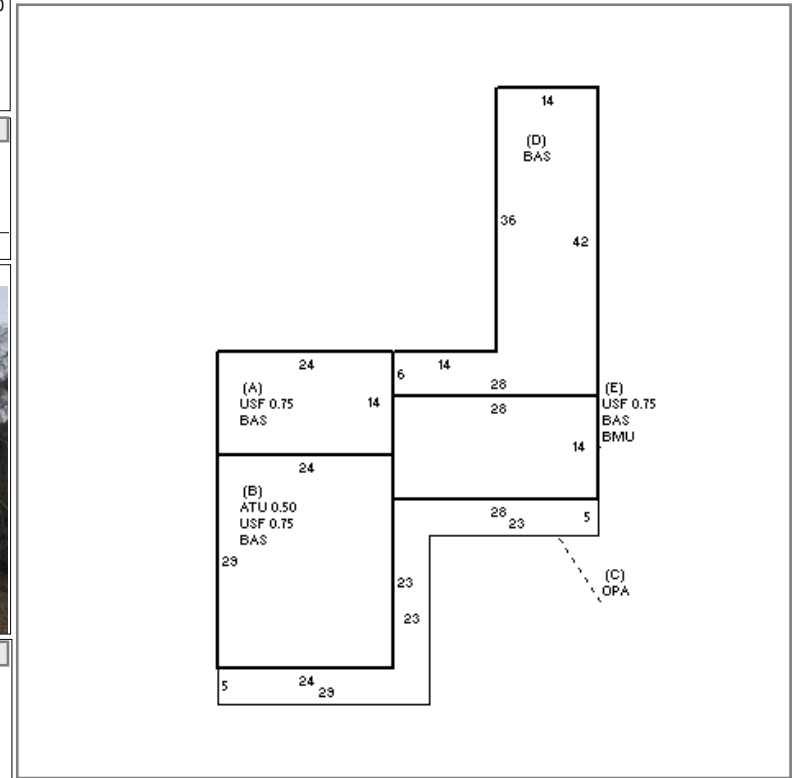 14
(D)
BAS
36
42
24
14
6
28
(A)
USF 0.75
BAS
14
28
(E)
USF 0.75
BAS
BMU
14
24
(B)
ATU 0.50
USF 0.75
BAS
28
23
5
29
23
(C)
OPA
23
5
24
29